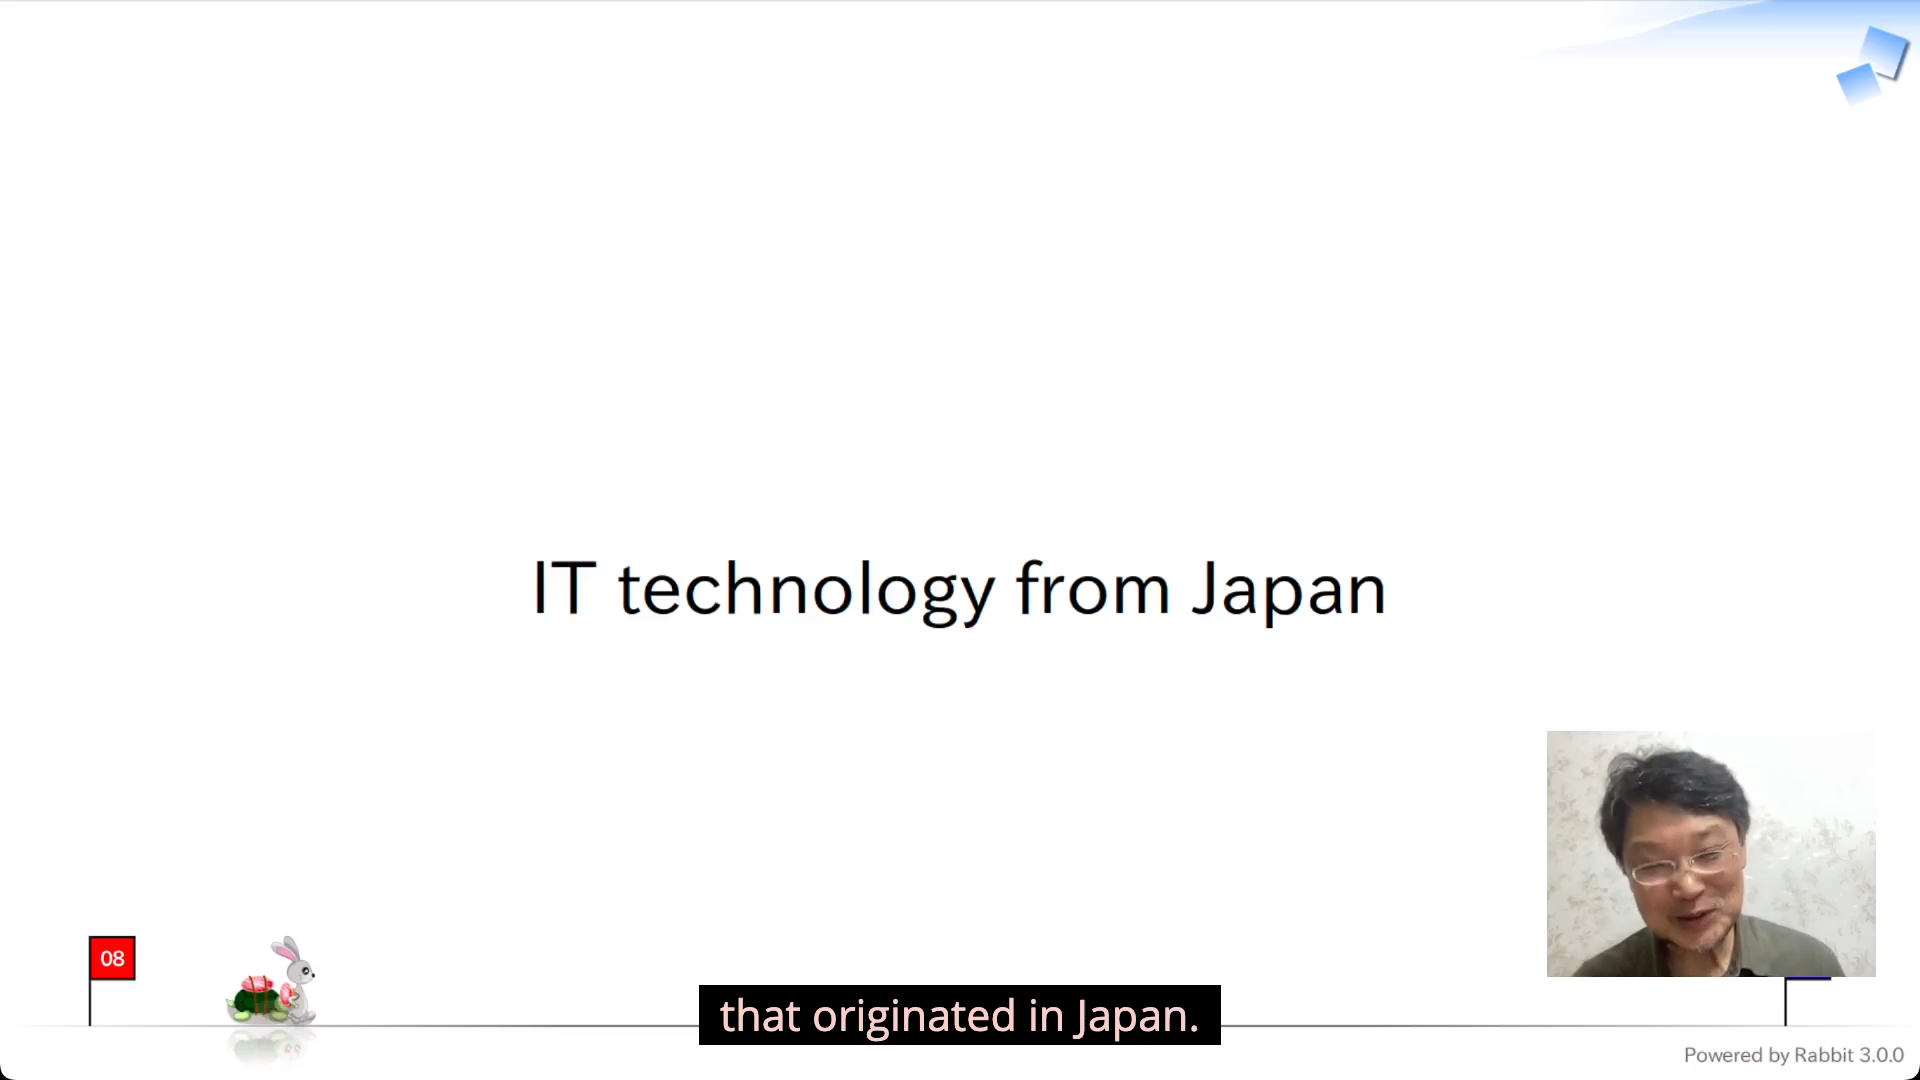 IT technology from Japan
08
that originated in Japan.
Powered by Rabbit 3.0.0